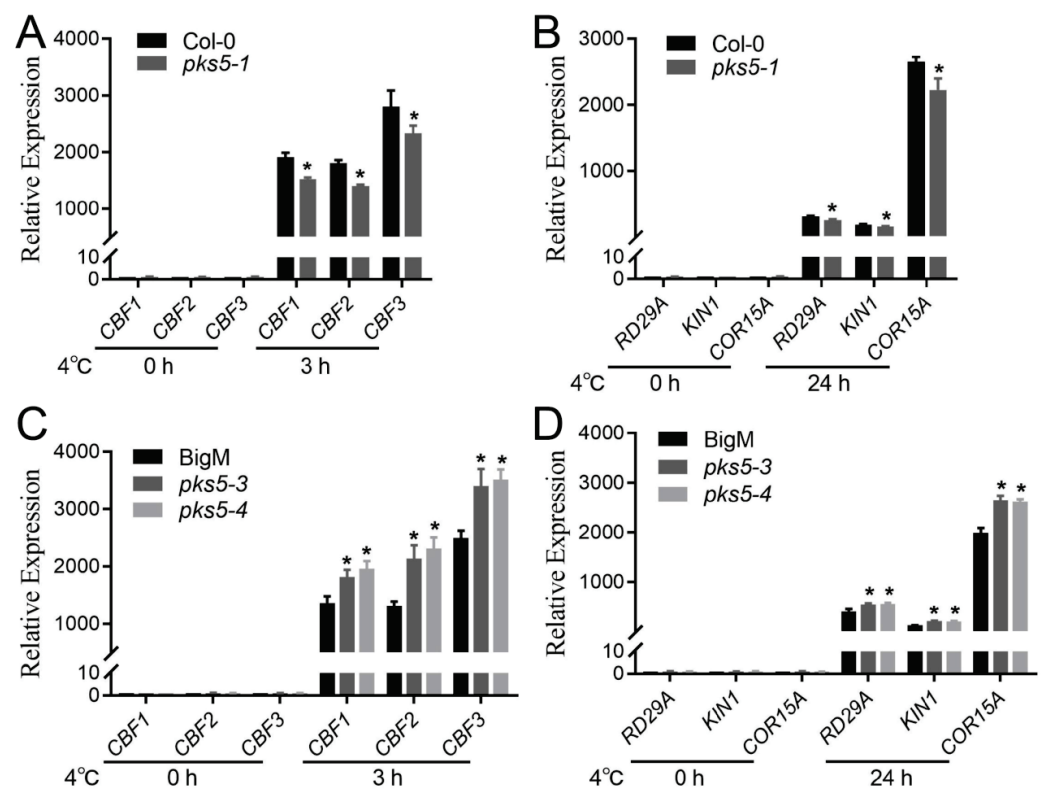 A
Relative Expression
4000
3000
2000
1000
10
0
Col-0
pks5-1
*
*
*
CBF1
CBF2
CBF3
CBF1
CBF2
CBF3
4°C
0 h
3 h
B
Relative Expression
3000
2000
1000
10
0
Col-0
pks5-1
*
*
*
RD29A
KIN1
COR15A
RD29A
KIN1
COR15A
4°C
0 h
24 h
C
Relative Expression
4000
3000
2000
1000
10
0
BigM
pks5-3
pks5-4
* *
* *
* *
CBF1
CBF2
CBF3
CBF1
CBF2
CBF3
4°C
0 h
3 h
D
Relative Expression
4000
3000
2000
1000
10
0
BigM
pks5-3
pks5-4
* *
* *
* *
RD29A
KIN1
COR15A
RD29A
KIN1
COR15A
4°C
0 h
24 h